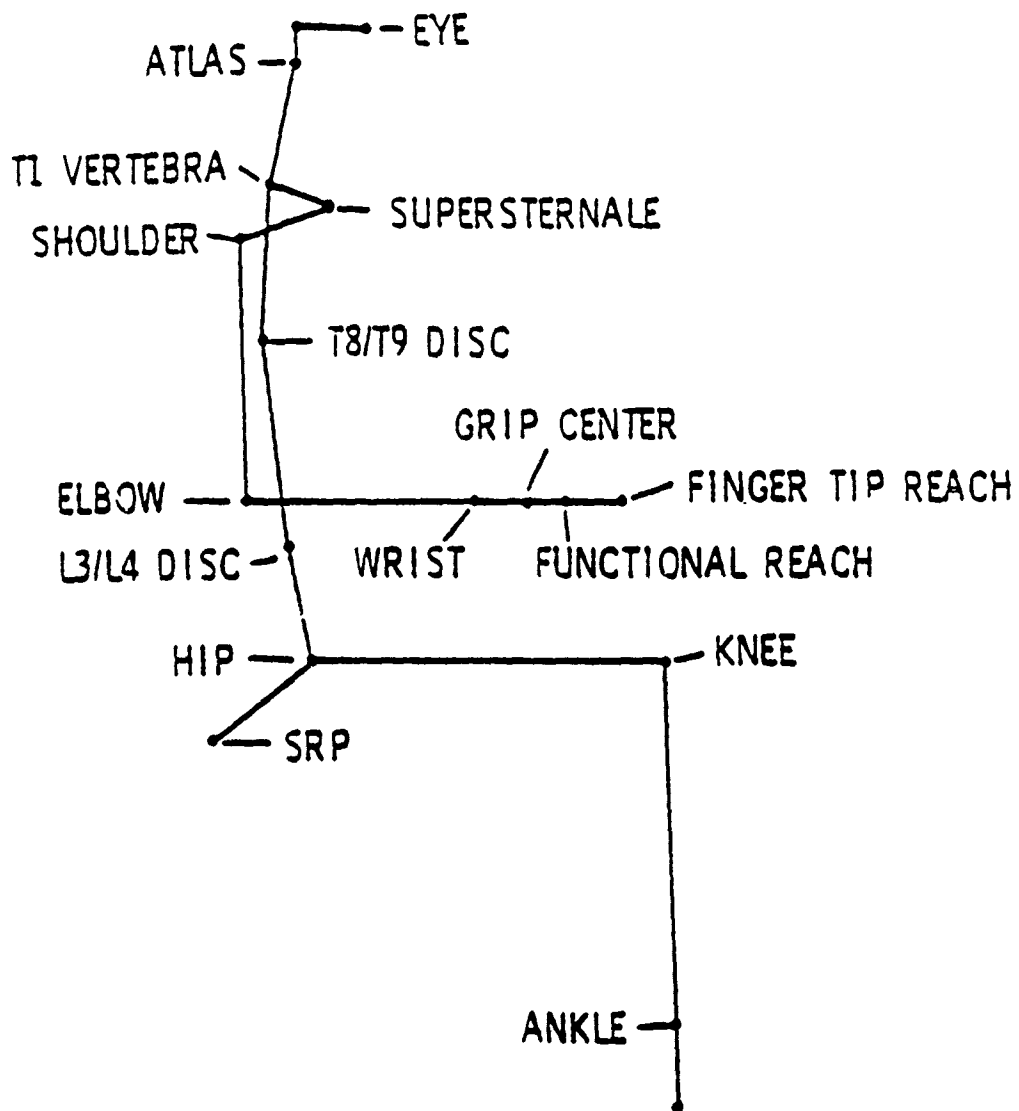 EYE
ATLAS
T1 VERTEBRA
SUPERSTERNALE
SHOULDER
T8/T9 DISC
GRIP CENTER
ELBOW
FINGER TIP REACH
L3/L4 DISC
WRIST
FUNCTIONAL REACH
HIP
KNEE
SRP
ANKLE